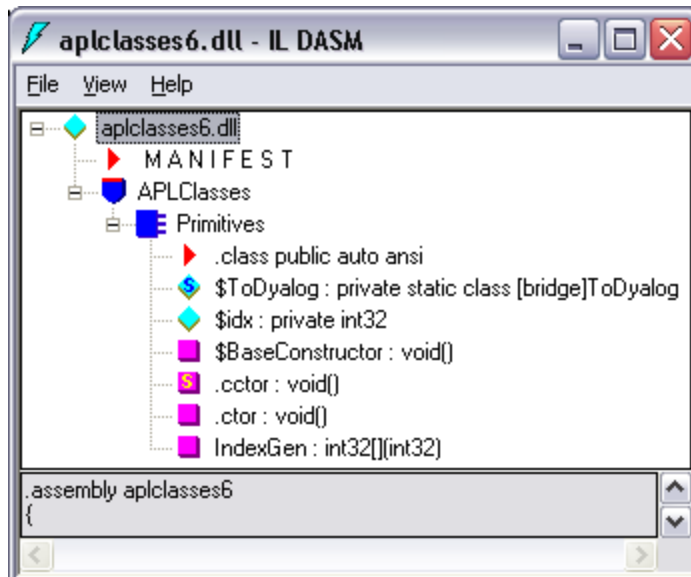 aplclasses6.dll - IL DASM
File View Help
aplclasses6.dll
M A N I F E S T
APLClasses
Primitives
.class public auto ansi
$ToDyalog : private static class [bridge]ToDyalog
$idx : private int32
$BaseConstructor : void()
.cctor : void()
.ctor : void()
IndexGen : int32[](int32)
.assembly aplclasses6
{